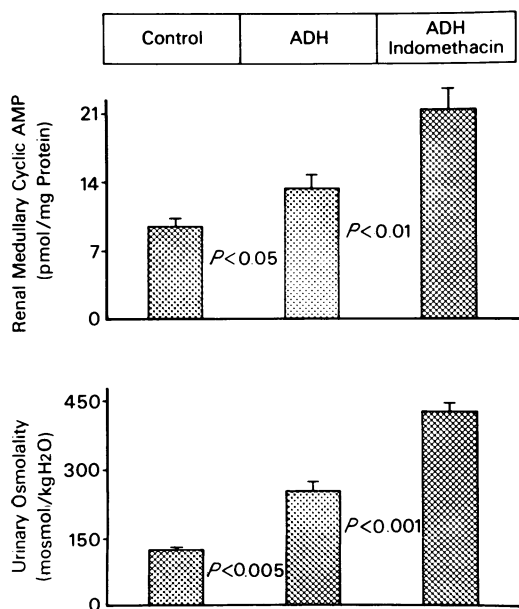 Control
ADH
ADH
Indomethacin
Renal Medullary Cyclic AMP
(pmol/mg Protein)
21
14
7
0
P<0.05
P<0.01
Urinary Osmolality
(mosmol/kgH2O)
450
300
150
0
P<0.005
P<0.001